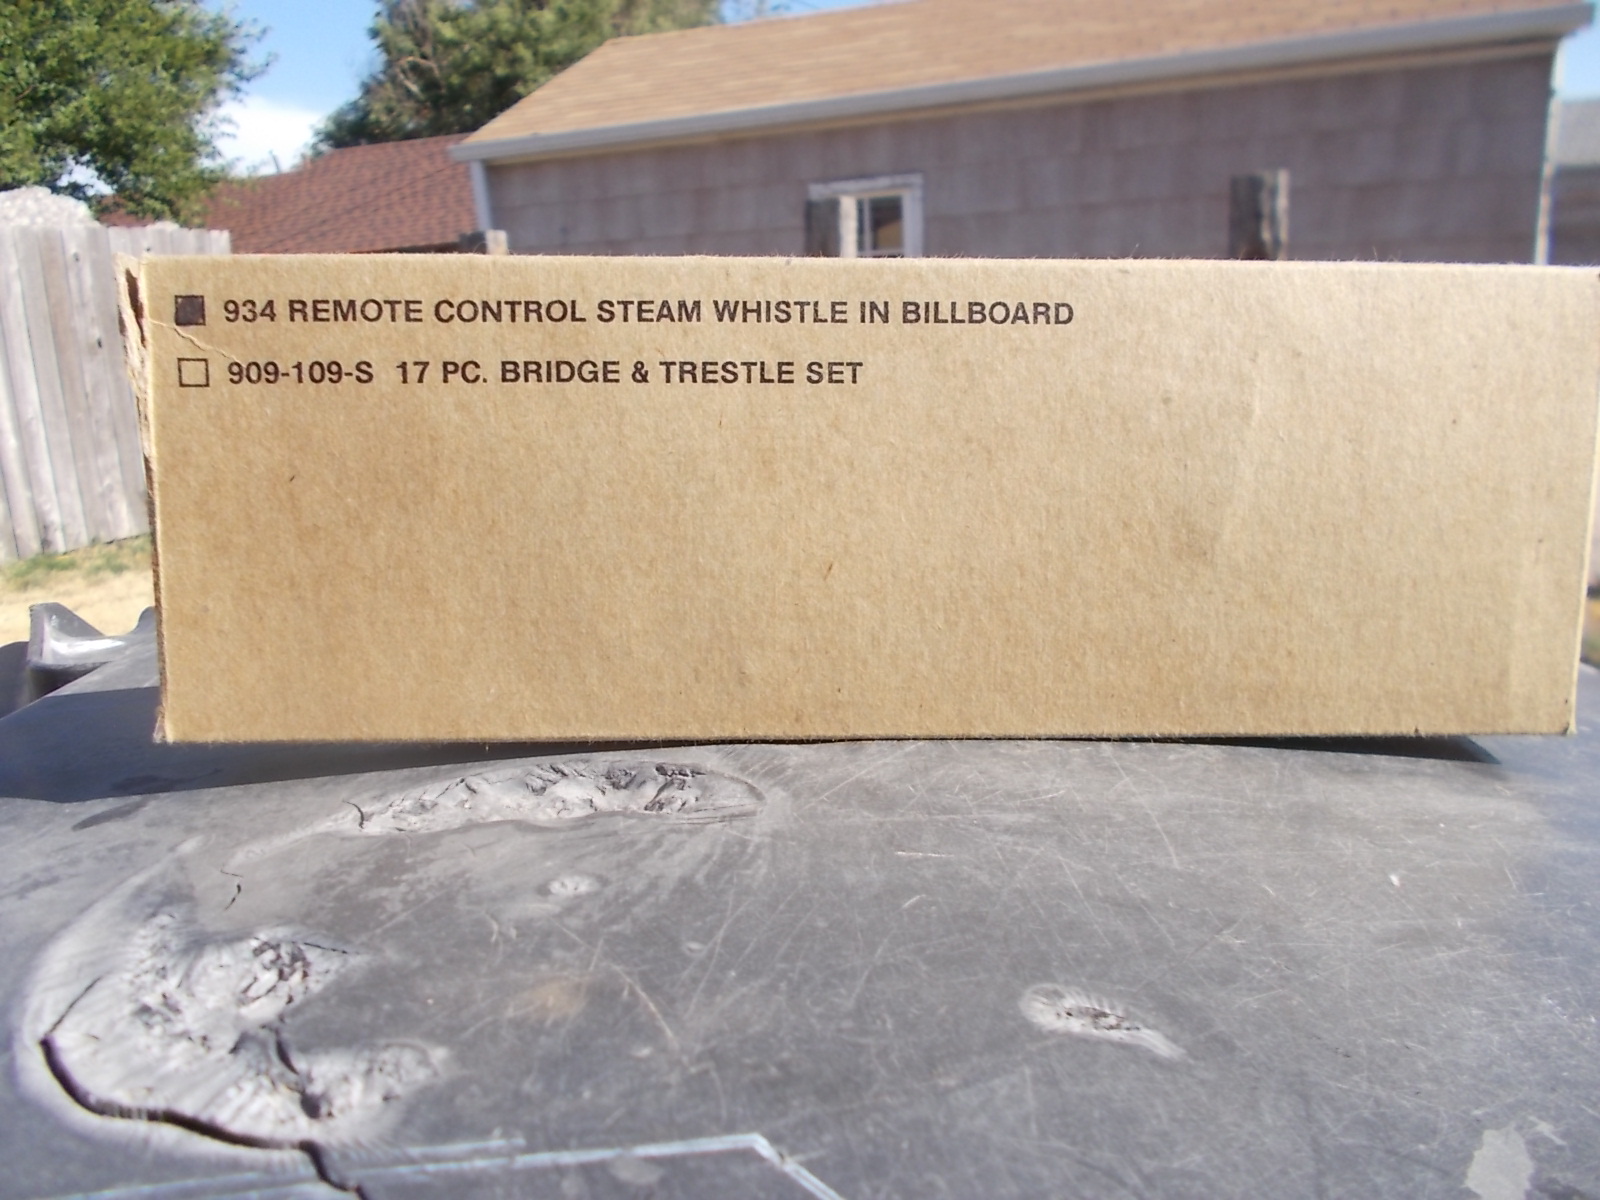 934 REMOTE CONTROL STEAM WHISTLE IN BILLBOARD
909-109-S 17 PC. BRIDGE & TRESTLE SET